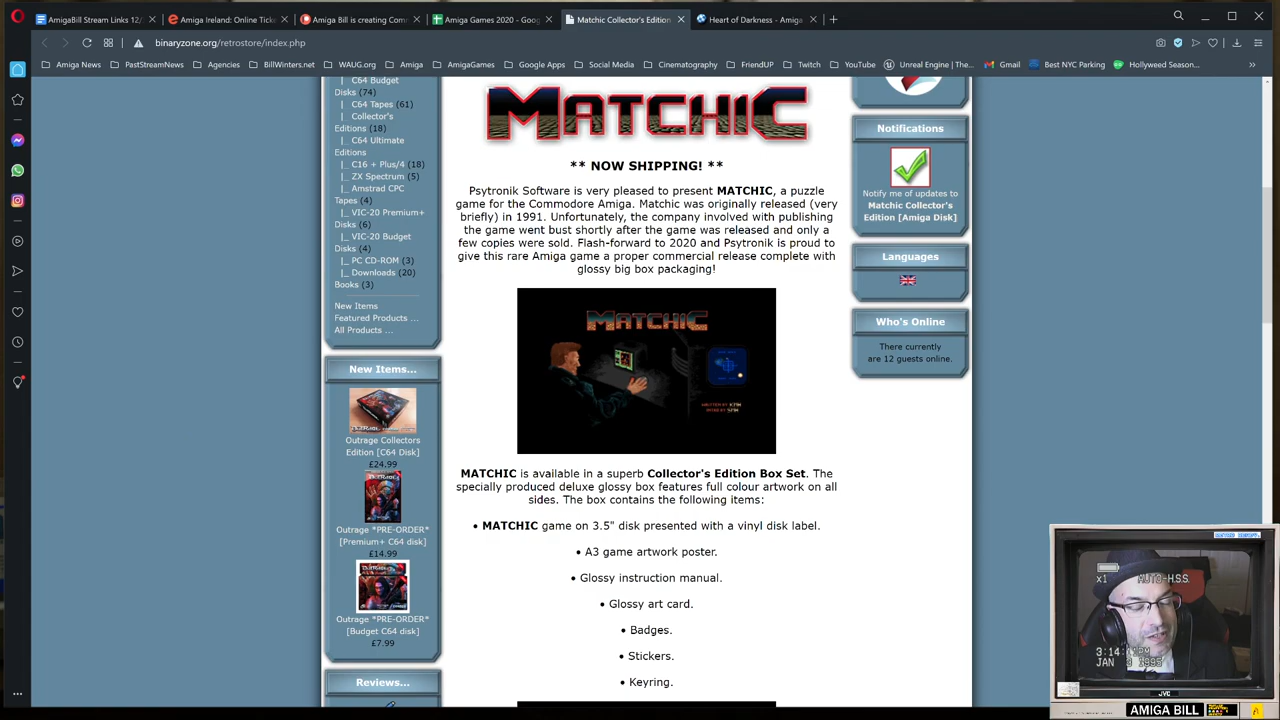 AmigaBill Stream Links 12/
Amiga Ireland: Online Ticke
Amiga Bill is creating Comm
Amiga Games 2020 - Goog
Matchic Collector's Edition
Heart of Darkness - Amiga
binaryzone.org/retrostore/index.php
Amiga News
PastStreamNews
Agencies
BillWinters.net
WAUG.org
Amiga
AmigaGames
Google Apps
Social Media
Cinematography
FriendUP
Twitch
YouTube
Unreal Engine | The...
Gmail
Best NYC Parking
Hollyweed Season...
|_ C64 Budget
Disks (74)
|_ C64 Tapes (61)
|_ Collector's
Editions (18)
|_ C64 Ultimate
Editions
|_ C16 + Plus/4 (18)
|_ ZX Spectrum (5)
|_ Amstrad CPC
Tapes (4)
|_ VIC-20 Premium+
Disks (6)
|_ VIC-20 Budget
Disks (4)
|_ PC CD-ROM (3)
|_ Downloads (20)
Books (3)
New Items
Featured Products ...
All Products ...
New Items...
Outrage Collectors
Edition [C64 Disk]
£24.99
Outrage *PRE-ORDER*
[Premium+ C64 disk]
£14.99
Outrage *PRE-ORDER*
[Budget C64 disk]
£7.99
Reviews...
MATCHIC
** NOW SHIPPING! **
Psytronik Software is very pleased to present MATCHIC, a puzzle
game for the Commodore Amiga. Matchic was originally released (very
briefly) in 1991. Unfortunately, the company involved with publishing
the game went bust shortly after the game was released and only a
few copies were sold. Flash-forward to 2020 and Psytronik is proud to
give this rare Amiga game a proper commercial release complete with
glossy big box packaging!
MATCHIC
MATCHIC is available in a superb Collector's Edition Box Set. The
specially produced deluxe glossy box features full colour artwork on all
sides. The box contains the following items:
• MATCHIC game on 3.5" disk presented with a vinyl disk label.
• A3 game artwork poster.
• Glossy instruction manual.
• Glossy art card.
• Badges.
• Stickers.
• Keyring.
Notifications
Notify me of updates to
Matchic Collector's
Edition [Amiga Disk]
Languages
Who's Online
There currently
are 12 guests online.
x1 AUTO-HSS
JVC
AMIGA BILL